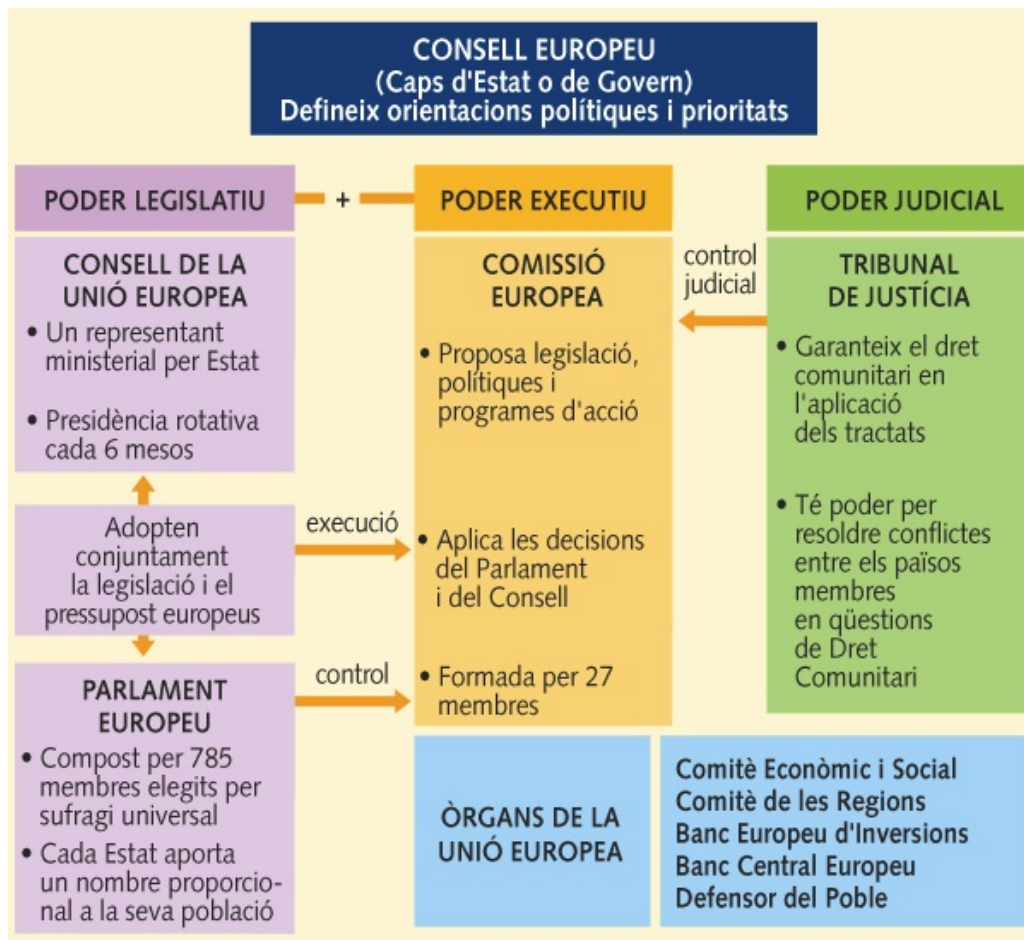 CONSELL EUROPEU
(Caps d'Estat o de Govern)
Defineix orientacions polítiques i prioritats
PODER LEGISLATIU
+
PODER EXECUTIU
PODER JUDICIAL
CONSELL DE LA
UNIÓ EUROPEA
• Un representant
ministerial per Estat
• Presidència rotativa
cada 6 mesos
Adopten
conjuntament
la legislació i el
pressupost europeus
PARLAMENT
EUROPEU
• Compost per 785
membres elegits per
sufragi universal
• Cada Estat aporta
un nombre proporcio-
nal a la seva població
execució
control
COMISSIÓ
EUROPEA
• Proposa legislació,
polítiques i
programes d'acció
• Aplica les decisions
del Parlament
i del Consell
• Formada per 27
membres
control
judicial
TRIBUNAL
DE JUSTÍCIA
• Garanteix el dret
comunitari en
l'aplicació
dels tractats
• Té poder per
resoldre conflictes
entre els països
membres
en qüestions
de Dret
Comunitari
ÒRGANS DE LA
UNIÓ EUROPEA
Comitè Econòmic i Social
Comitè de les Regions
Banc Europeu d'Inversions
Banc Central Europeu
Defensor del Poble